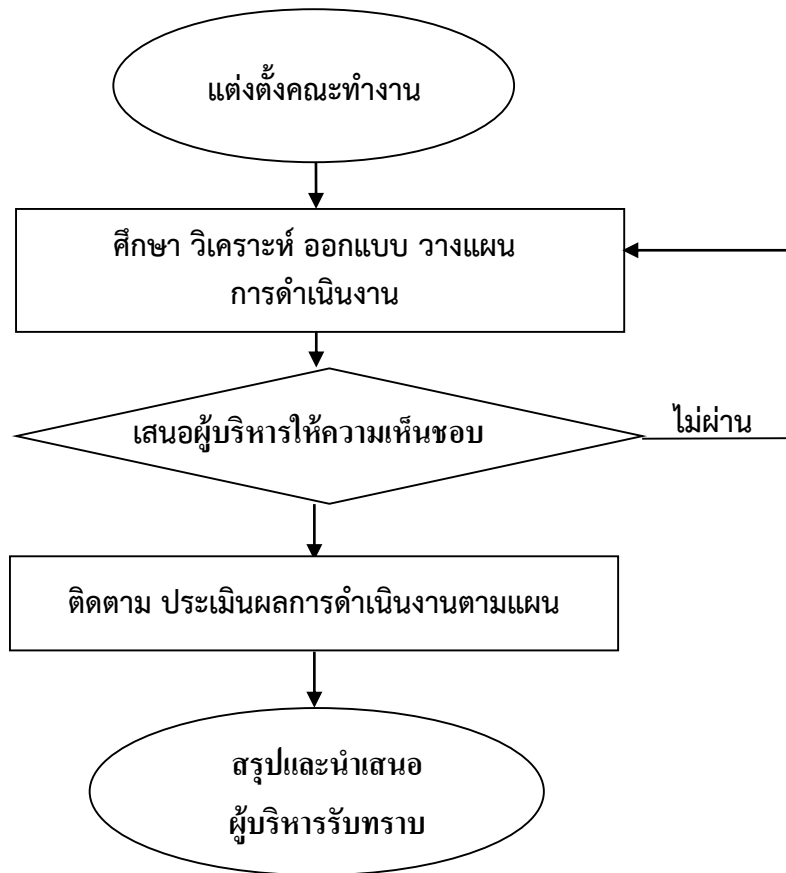 แต่งตั้งคณะทำงาน
ศึกษา วิเคราะห์ ออกแบบ วางแผน
การดำเนินงาน
เสนอผู้บริหารให้ความเห็นชอบ
ไม่ผ่าน
ติดตาม ประเมินผลการดำเนินงานตามแผน
สรุปและนำเสนอ
ผู้บริหารรับทราบ